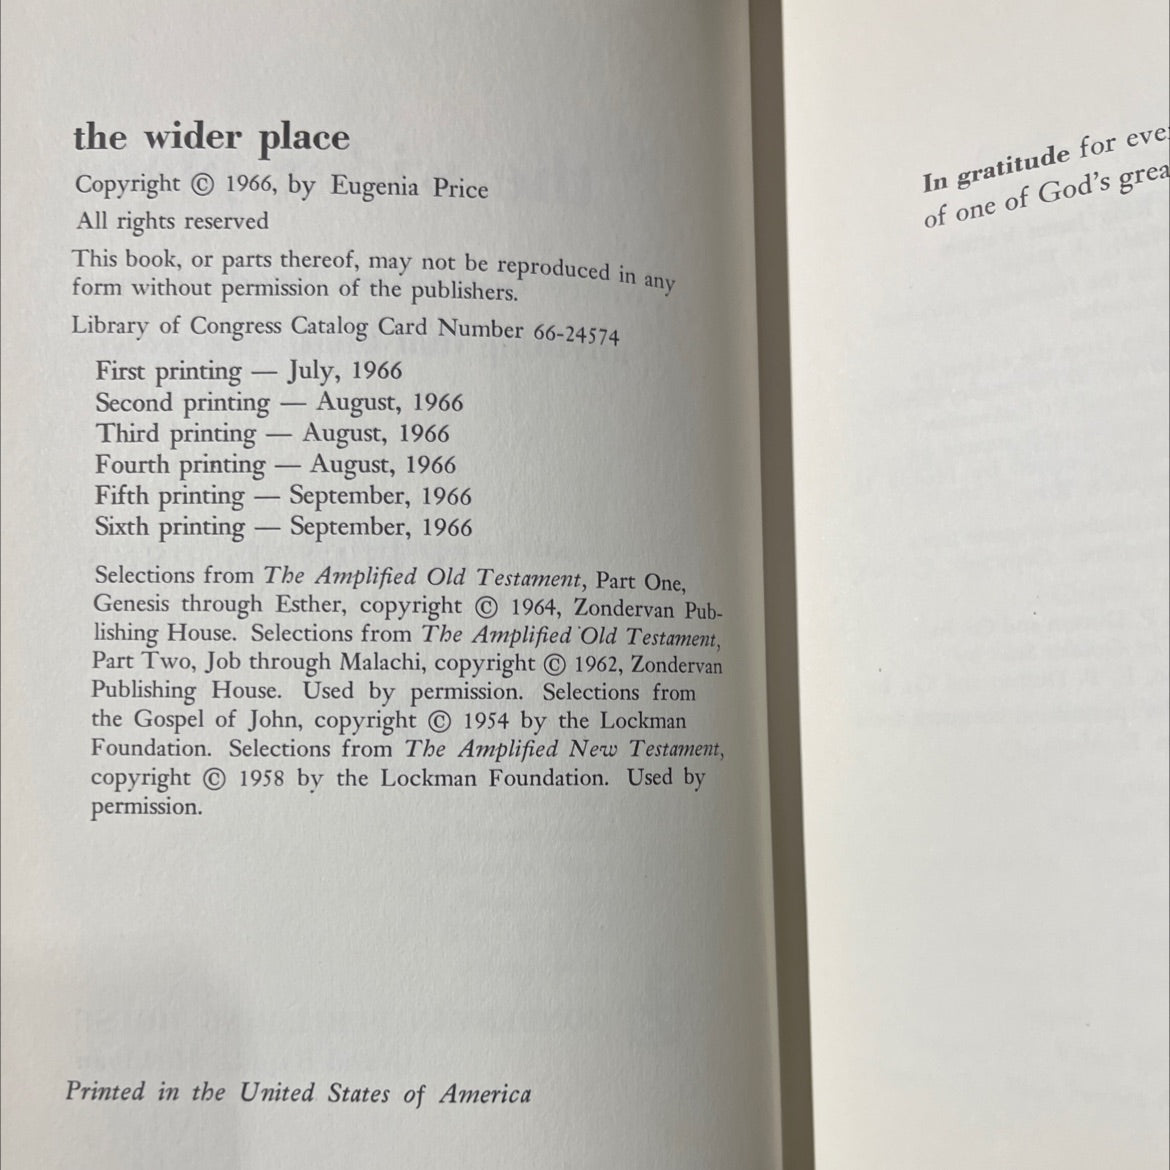 the wider place
Copyright © 1966, by Eugenia Price
All rights reserved
This book, or parts thereof, may not be reproduced in any
form without permission of the publishers.
Library of Congress Catalog Card Number 66-24574
First printing — July, 1966
Second printing — August, 1966
Third printing — August, 1966
Fourth printing — August, 1966
Fifth printing — September, 1966
Sixth printing — September, 1966
Selections from The Amplified Old Testament, Part One,
Genesis through Esther, copyright © 1964, Zondervan Pub-
lishing House. Selections from The Amplified Old Testament,
Part Two, Job through Malachi, copyright © 1962, Zondervan
Publishing House. Used by permission. Selections from
the Gospel of John, copyright © 1954 by the Lockman
Foundation. Selections from The Amplified New Testament,
copyright © 1958 by the Lockman Foundation. Used by
permission.
Printed in the United States of America
In gratitude for
of one of God's